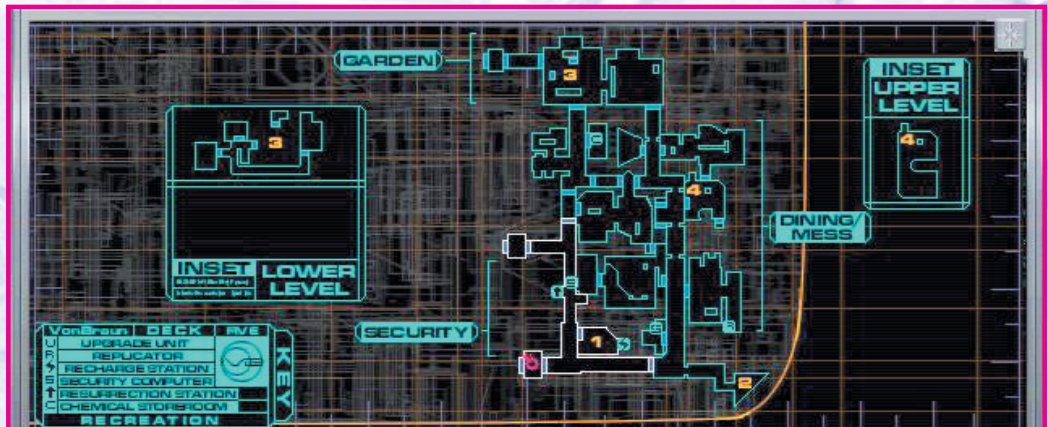 GARDEN
3
INSET
UPPER
LEVEL
4
3
4
DINING/
MESS
INSET LOWER
LEVEL
SECURITY
1
2
VonBraun DECK FIVE
U UPGRADE UNIT
R REPLICATOR
RECHARGE STATION
S SECURITY COMPUTER
RESURRECTION STATION
C CHEMICAL STOREROOM
KEY
RECREATION